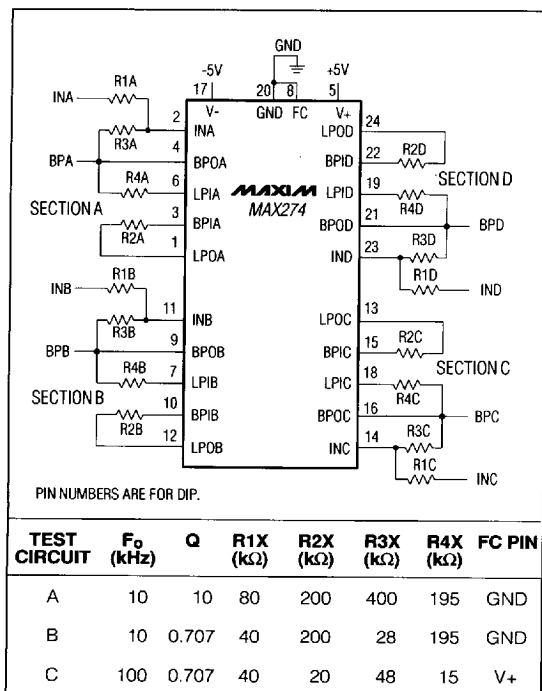 GND
-5V
+5V
17
20
8
5
V-
GND
FC
V+
INA
R1A
R3A
2
INA
BPA
4
BPOA
R4A
6
LPIA
SECTION A
3
BPIA
R2A
1
LPOA
INB
R1B
R3B
11
INB
BPB
9
BPOB
R4B
7
LPIB
SECTION B
10
BPIB
R2B
12
LPOB
MAXIM
MAX274
LPOD
24
BPID
22
R2D
LPID
19
SECTION D
R4D
BPOD
21
BPD
IND
23
R3D
R1D
IND
LPOC
13
BPIC
15
R2C
LPIC
18
SECTION C
R4C
BPOC
16
BPC
INC
14
R3C
R1C
INC
PIN NUMBERS ARE FOR DIP.
TEST CIRCUIT FO (kHz) Q R1X (kΩ) R2X (kΩ) R3X (kΩ) R4X (kΩ) FC PIN
A 10 10 80 200 400 195 GND
B 10 0.707 40 200 28 195 GND
C 100 0.707 40 20 48 15 V+